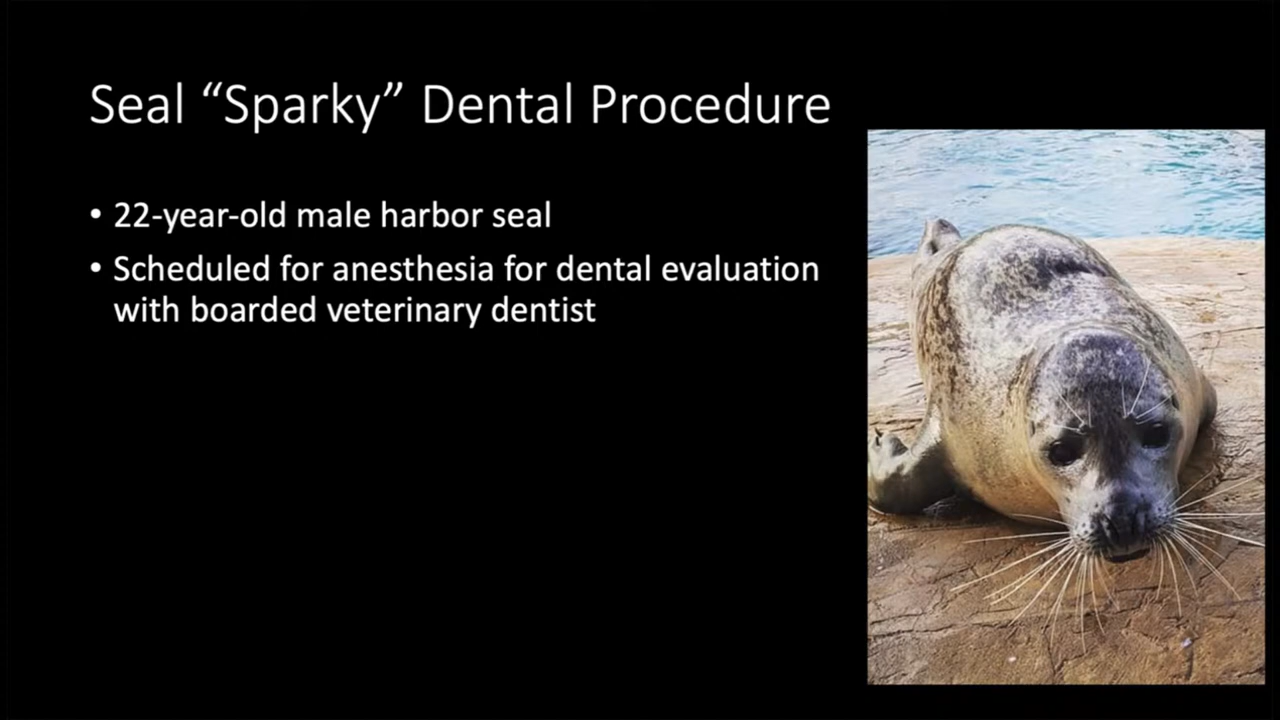 Seal “Sparky” Dental Procedure
• 22-year-old male harbor seal
• Scheduled for anesthesia for dental evaluation
with boarded veterinary dentist